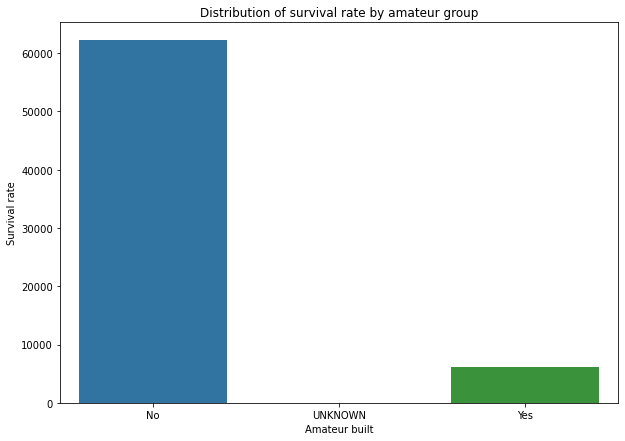 Distribution of survival rate by amateur group
60000
50000
40000
30000
20000
10000
0
Survival rate
No UNKNOWN Yes
Amateur built